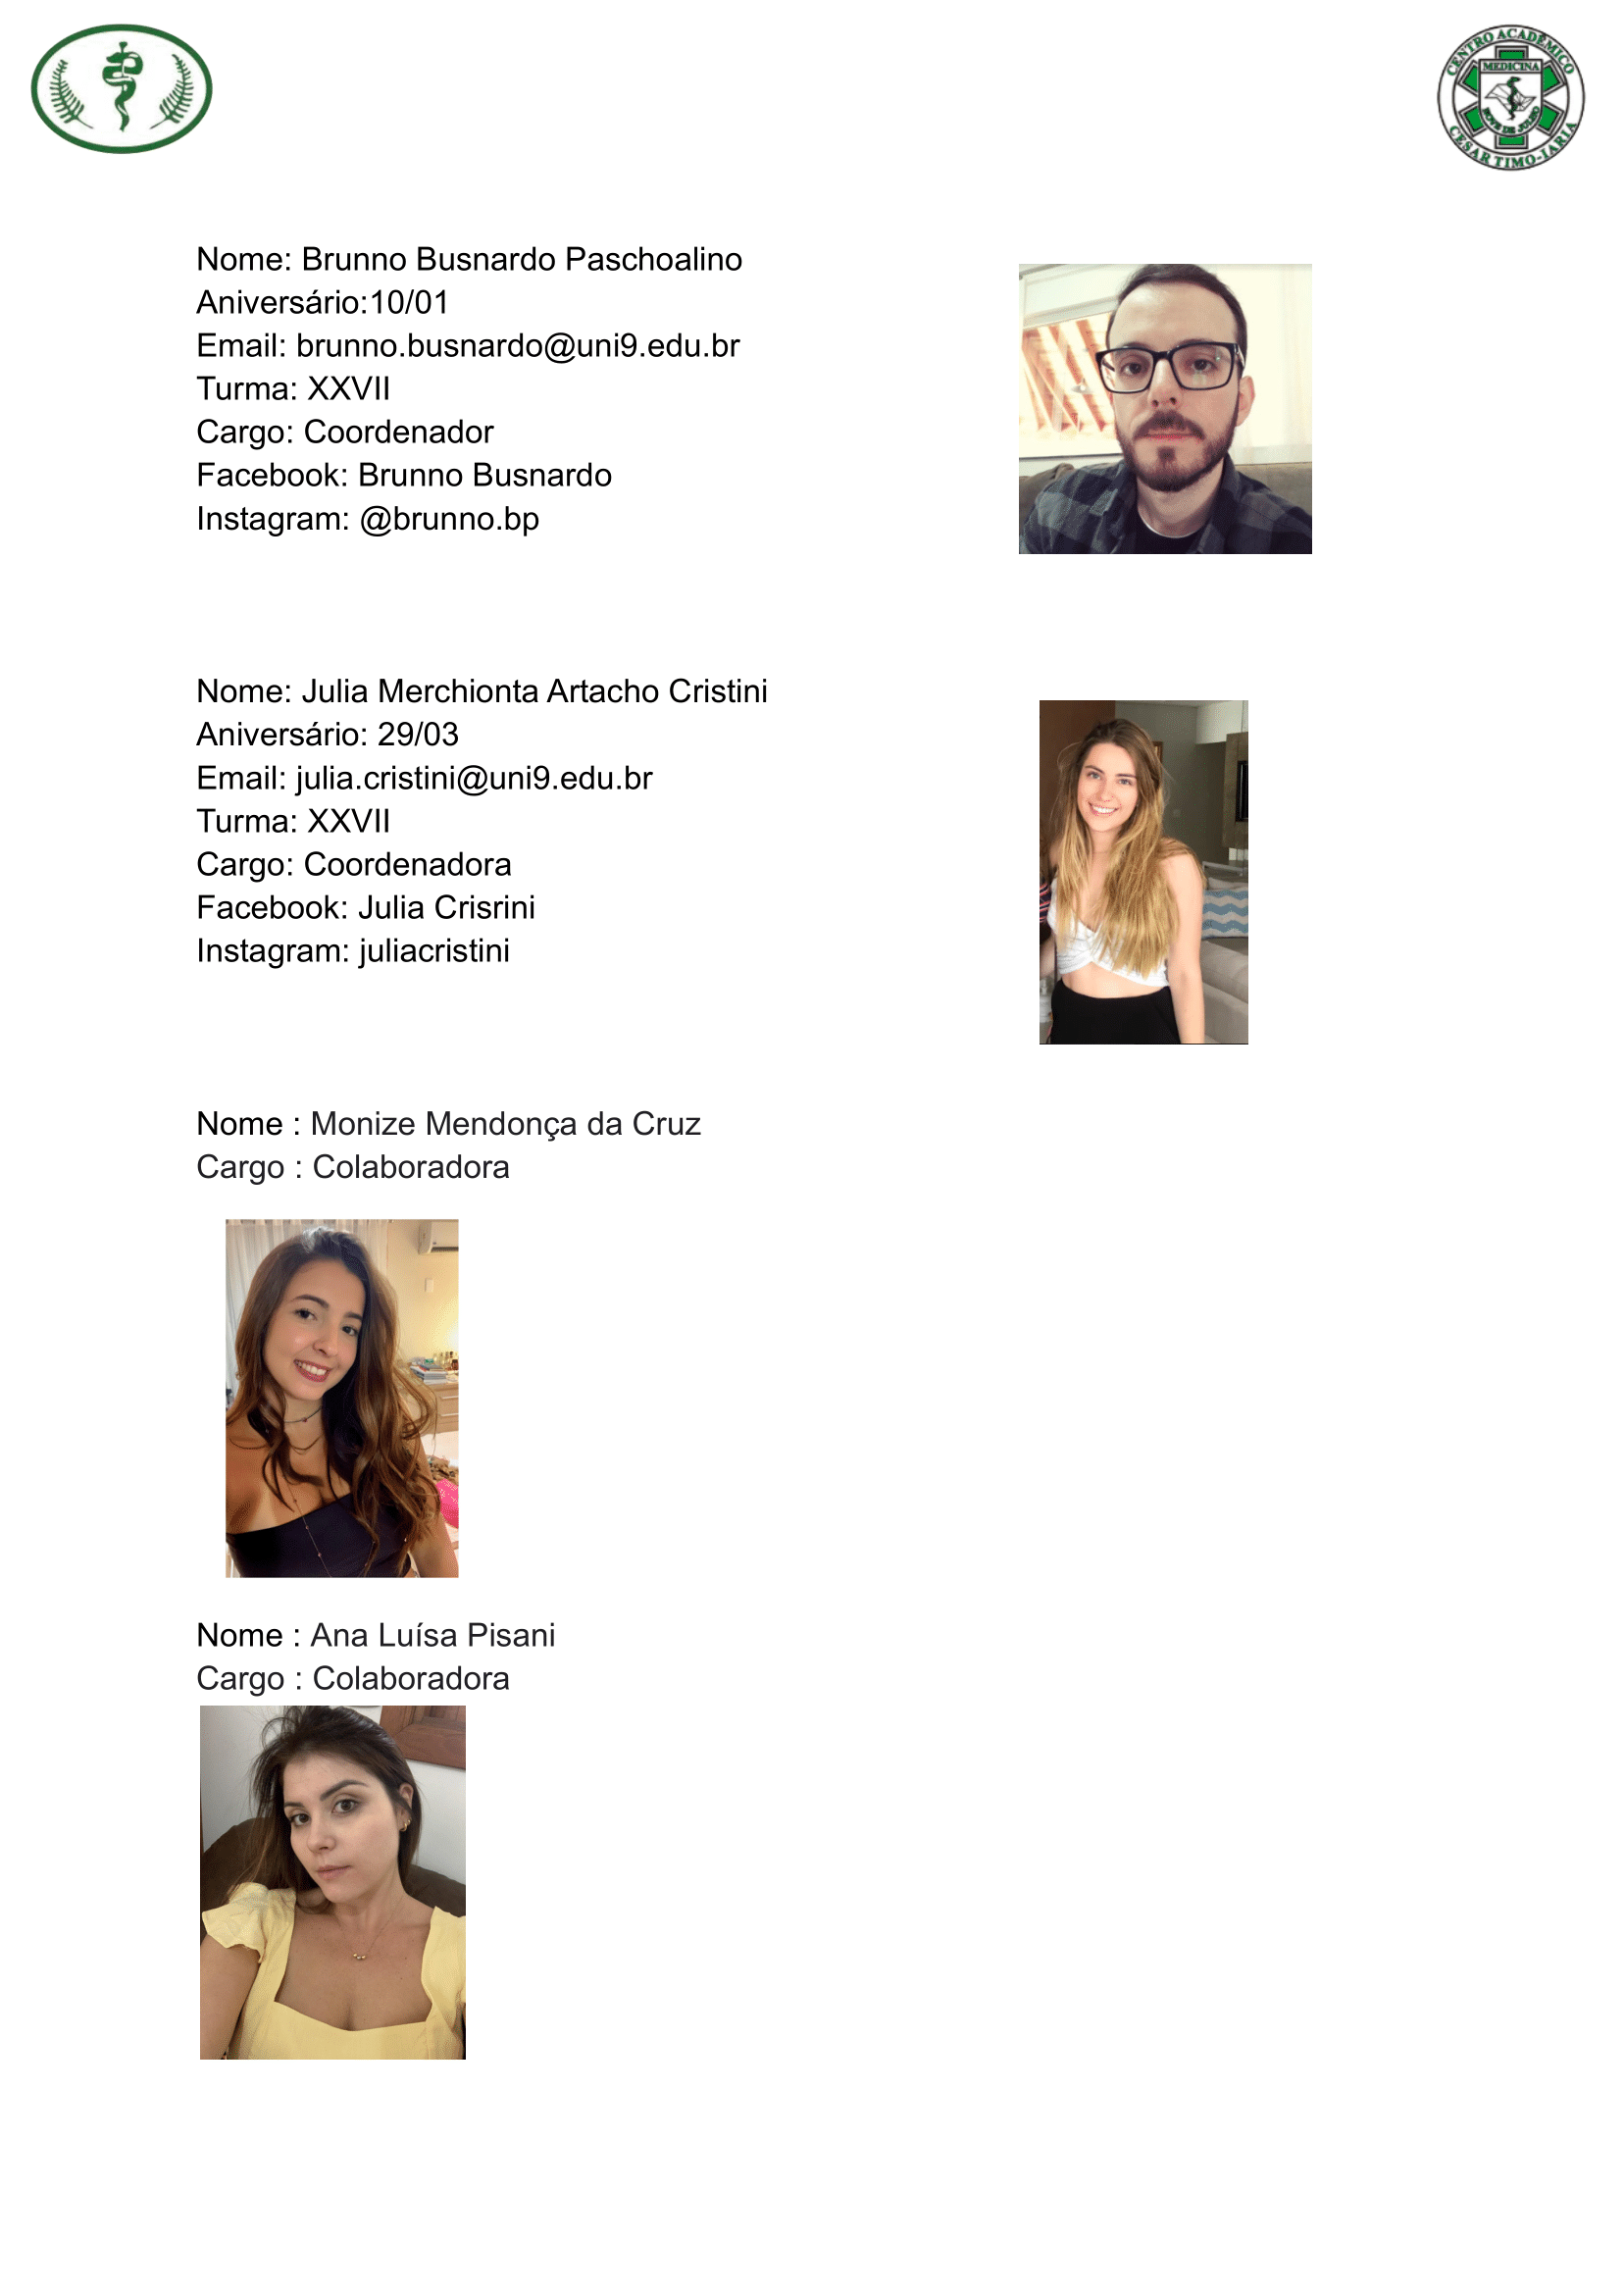 CENTRO ACADÊMICO
MEDICINA
NOVE DE JULHO
CESAR TIMO-IARIA
Nome: Brunno Busnardo Paschoalino
Aniversário:10/01
Email: brunno.busnardo@uni9.edu.br
Turma: XXVII
Cargo: Coordenador
Facebook: Brunno Busnardo
Instagram: @brunno.bp
Nome: Julia Merchionta Artacho Cristini
Aniversário: 29/03
Email: julia.cristini@uni9.edu.br
Turma: XXVII
Cargo: Coordenadora
Facebook: Julia Crisrini
Instagram: juliacristini
Nome : Monize Mendonça da Cruz
Cargo : Colaboradora
Nome : Ana Luísa Pisani
Cargo : Colaboradora